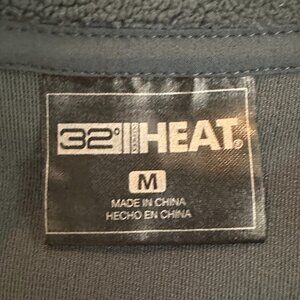 32° HEAT®
M
MADE IN CHINA
HECHO EN CHINA